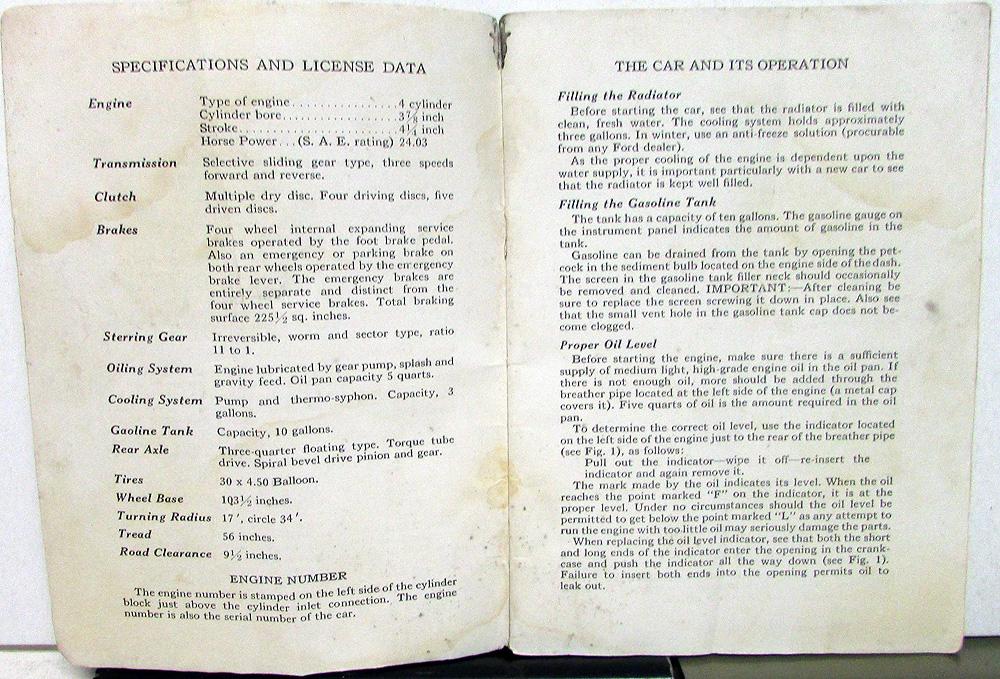 SPECIFICATIONS AND LICENSE DATA
Engine Type of engine................4 cylinder
Cylinder bore..................3⅞ inch
Stroke.........................4¼ inch
Horse Power...(S. A. E. rating) 24.03
Transmission Selective sliding gear type, three speeds
forward and reverse.
Clutch Multiple dry disc. Four driving discs, five
driven discs.
Brakes Four wheel internal expanding service
brakes operated by the foot brake pedal.
Also an emergency or parking brake on
both rear wheels operated by the emergency
brake lever. The emergency brakes are
entirely separate and distinct from the
four wheel service brakes. Total braking
surface 225½ sq. inches.
Sterring Gear Irreversible, worm and sector type, ratio
11 to 1.
Oiling System Engine lubricated by gear pump, splash and
gravity feed. Oil pan capacity 5 quarts.
Cooling System Pump and thermo-syphon. Capacity, 3
gallons.
Gaoline Tank Capacity, 10 gallons.
Rear Axle Three-quarter floating type. Torque tube
drive. Spiral bevel drive pinion and gear.
Tires 30 x 4.50 Balloon.
Wheel Base 103½ inches.
Turning Radius 17′, circle 34′.
Tread 56 inches.
Road Clearance 9½ inches.
ENGINE NUMBER
The engine number is stamped on the left side of the cylinder
block just above the cylinder inlet connection. The engine
number is also the serial number of the car.
THE CAR AND ITS OPERATION
Filling the Radiator
Before starting the car, see that the radiator is filled with
clean, fresh water. The cooling system holds approximately
three gallons. In winter, use an anti-freeze solution (procurable
from any Ford dealer).
As the proper cooling of the engine is dependent upon the
water supply, it is important particularly with a new car to see
that the radiator is kept well filled.
Filling the Gasoline Tank
The tank has a capacity of ten gallons. The gasoline gauge on
the instrument panel indicates the amount of gasoline in the
tank.
Gasoline can be drained from the tank by opening the pet-
cock in the sediment bulb located on the engine side of the dash.
The screen in the gasoline tank filler neck should occasionally
be removed and cleaned. IMPORTANT:—After cleaning be
sure to replace the screen screwing it down in place. Also see
that the small vent hole in the gasoline tank cap does not be-
come clogged.
Proper Oil Level
Before starting the engine, make sure there is a sufficient
supply of medium light, high-grade engine oil in the oil pan. If
there is not enough oil, more should be added through the
breather pipe located at the left side of the engine (a metal cap
covers it). Five quarts of oil is the amount required in the oil
pan.
To determine the correct oil level, use the indicator located
on the left side of the engine just to the rear of the breather pipe
(see Fig. 1), as follows:
Pull out the indicator—wipe it off—re-insert the
indicator and again remove it.
The mark made by the oil indicates its level. When the oil
reaches the point marked "F" on the indicator, it is at the
proper level. Under no circumstances should the oil level be
permitted to get below the point marked "L" as any attempt to
run the engine with too little oil may seriously damage the parts.
When replacing the oil level indicator, see that both the short
and long ends of the indicator enter the opening in the crank-
case and push the indicator all the way down (see Fig. 1).
Failure to insert both ends into the opening permits oil to
leak out.